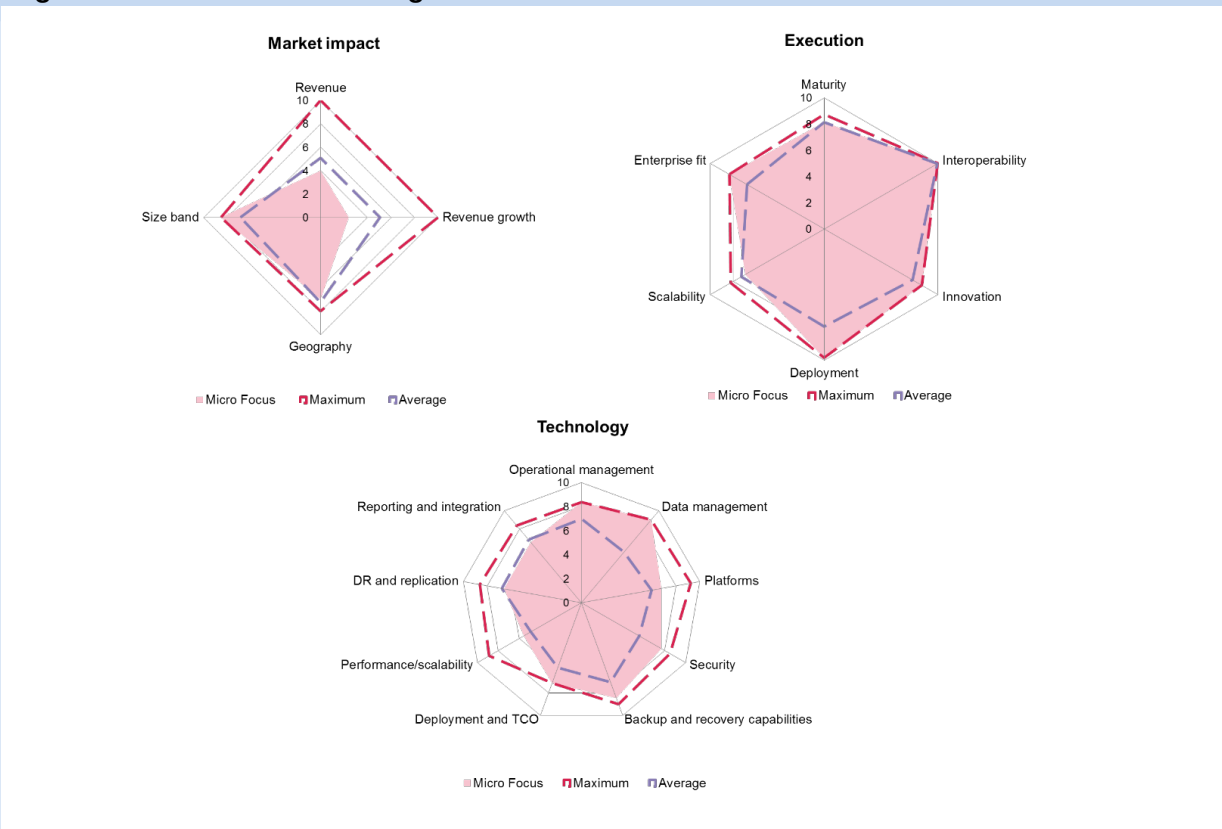 Market impact
Revenue
10
8
6
4
2
0
Size band
Revenue growth
Geography
Micro Focus Maximum Average
Execution
Maturity
10
8
6
4
2
0
Enterprise fit
Interoperability
Scalability
Innovation
Deployment
Micro Focus Maximum Average
Technology
Operational management
10
8
6
4
2
0
Reporting and integration
Data management
DR and replication
Platforms
Performance/scalability
Security
Deployment and TCO
Backup and recovery capabilities
Micro Focus Maximum Average